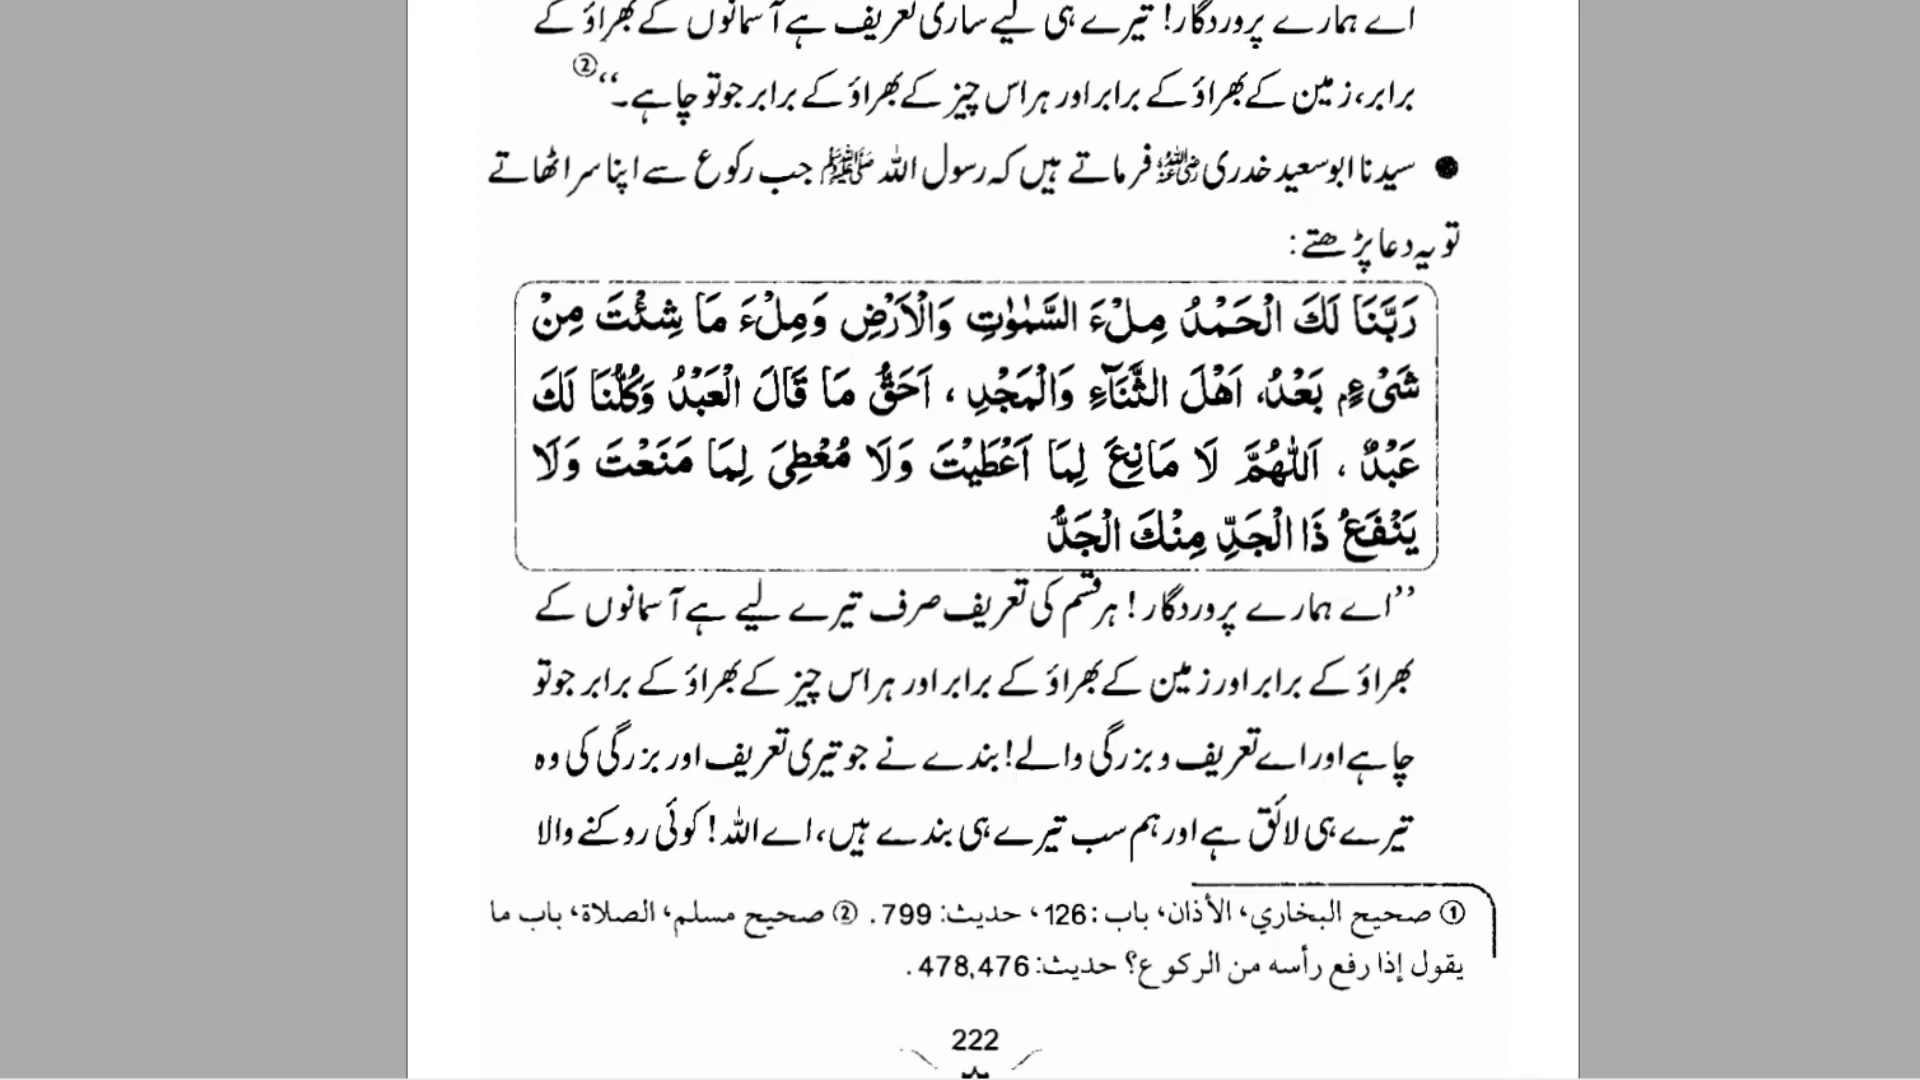 اے ہمارے پروردگار! تیرے ہی لیے ساری تعریف ہے آسمانوں کے بھراؤ کے
برابر، زمین کے بھراؤ کے برابر اور ہر اس چیز کے بھراؤ کے برابر جو تو چاہے۔‘‘②
● سیدنا ابو سعید خدری رضی اللہ عنہ فرماتے ہیں کہ رسول اللہ ﷺ جب رکوع سے اپنا سر اٹھاتے
تو یہ دعا پڑھتے:
رَبَّنَا لَكَ الْحَمْدُ مِلْءَ السَّمٰوٰتِ وَالْاَرْضِ وَمِلْءَ مَا شِئْتَ مِنْ
شَیْءٍ بَعْدُ، اَهْلَ الثَّنَآءِ وَالْمَجْدِ ، اَحَقُّ مَا قَالَ الْعَبْدُ وَكُلُّنَا لَكَ
عَبْدٌ ، اَللّٰهُمَّ لَا مَانِعَ لِمَا اَعْطَیْتَ وَلَا مُعْطِیَ لِمَا مَنَعْتَ وَلَا
یَنْفَعُ ذَا الْجَدِّ مِنْكَ الْجَدُّ
’’اے ہمارے پروردگار! ہر قسم کی تعریف صرف تیرے لیے ہے آسمانوں کے
بھراؤ کے برابر اور زمین کے بھراؤ کے برابر اور ہر اس چیز کے بھراؤ کے برابر جو تو
چاہے اور اے تعریف و بزرگی والے! بندے نے جو تیری تعریف اور بزرگی کی وہ
تیرے ہی لائق ہے اور ہم سب تیرے ہی بندے ہیں، اے اللہ! کوئی روکنے والا
① صحيح البخاري، الأذان، باب: 126، حديث: 799. ② صحيح مسلم، الصلاة، باب ما
يقول إذا رفع رأسه من الركوع؟ حديث: 478,476.
222